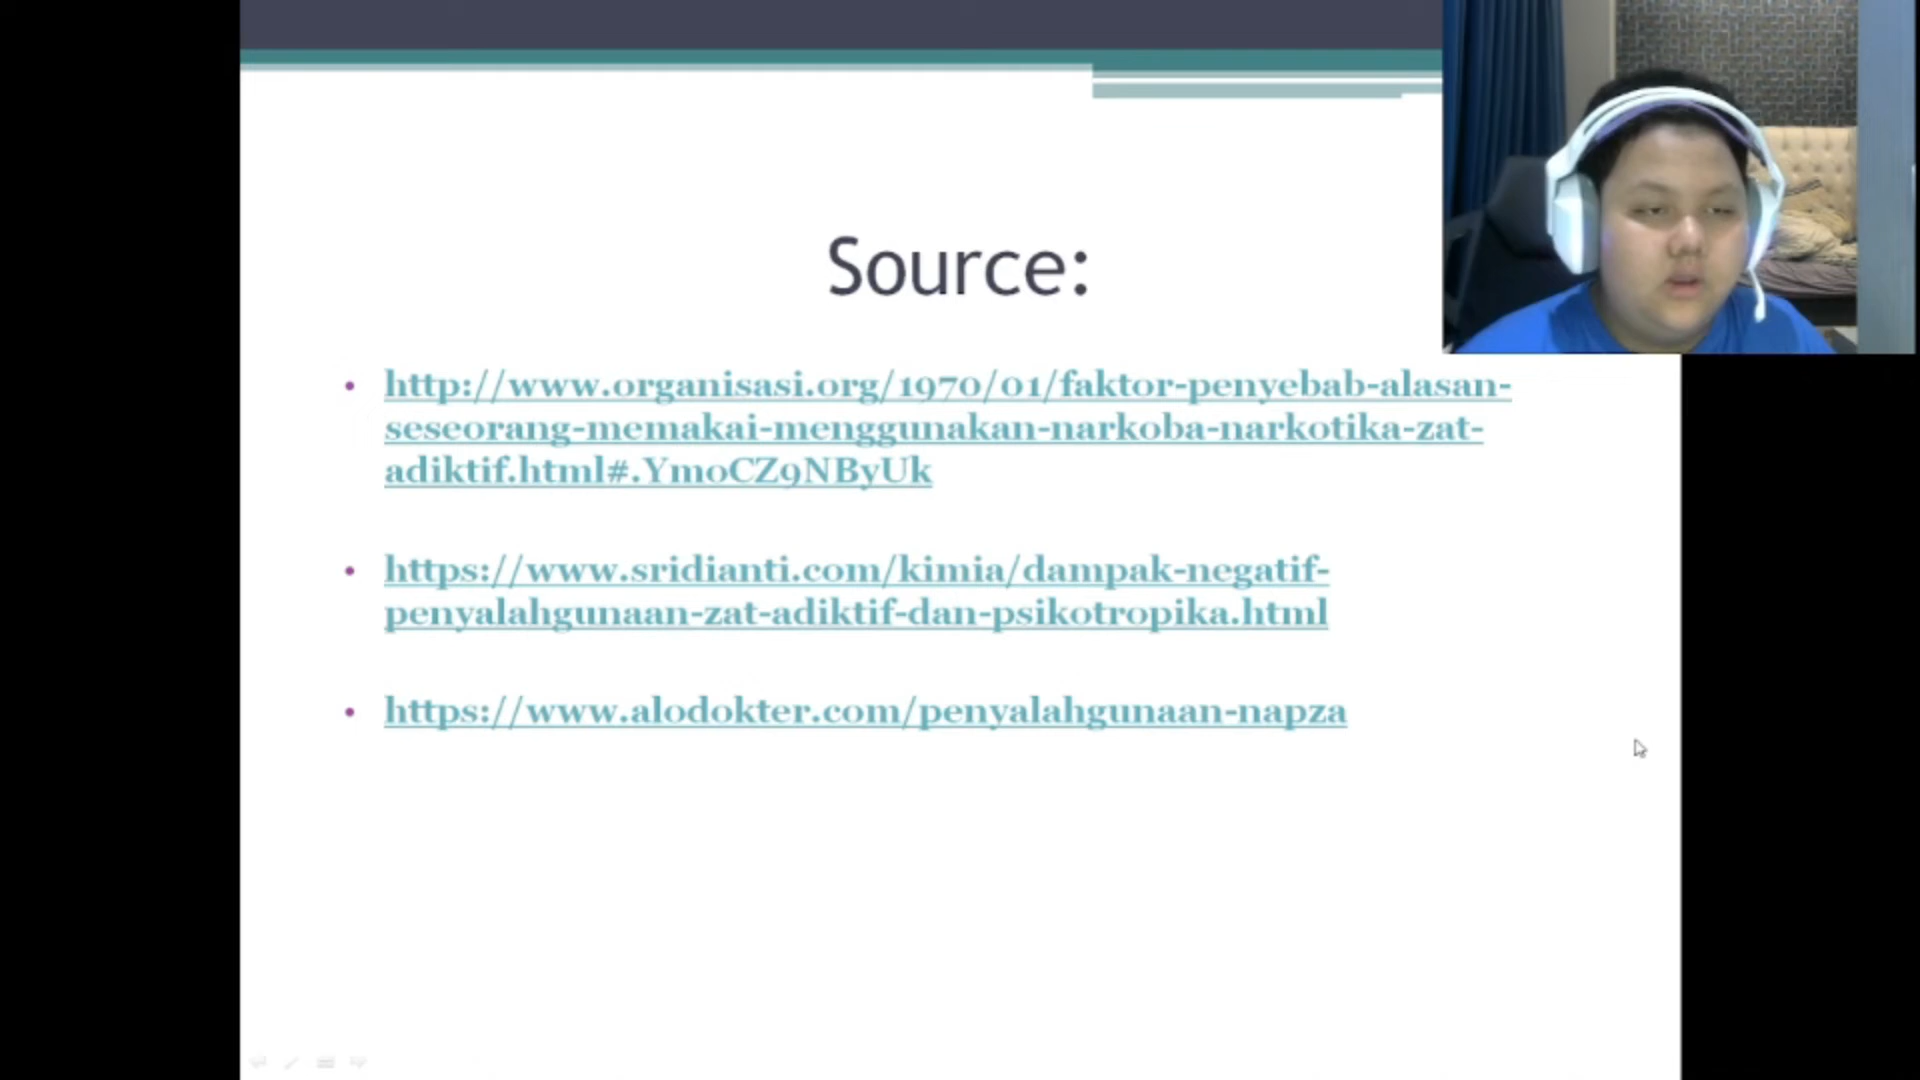 Source:
• http://www.organisasi.org/1970/01/faktor-penyebab-alasan-
seseorang-memakai-menggunakan-narkoba-narkotika-zat-
adiktif.html#.Ym0CZ9NByUk
• https://www.sridianti.com/kimia/dampak-negatif-
penyalahgunaan-zat-adiktif-dan-psikotropika.html
• https://www.alodokter.com/penyalahgunaan-napza